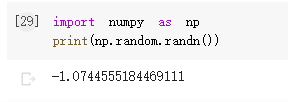 [29] import numpy as np
print(np.random.randn())
-1.0744555184469111